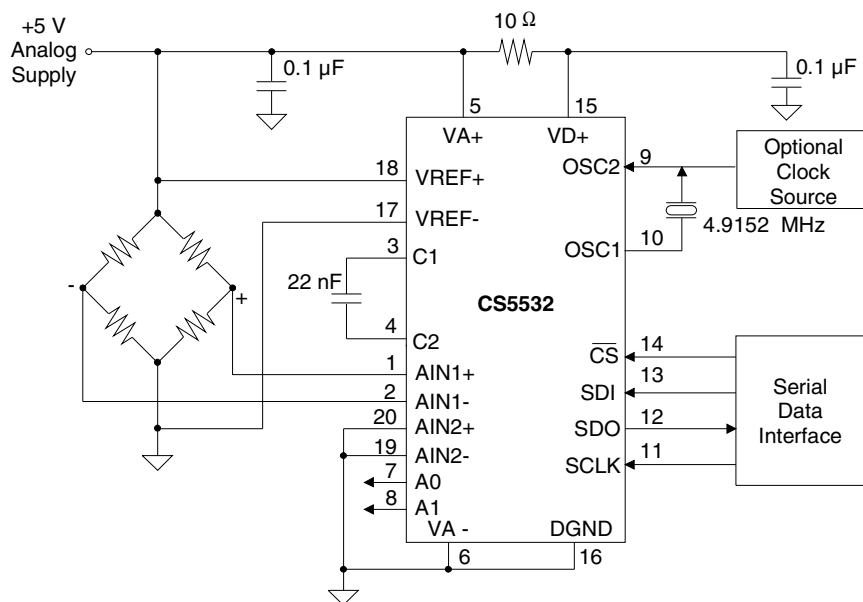 +5 V
Analog
Supply
10 Ω
0.1 µF
0.1 µF
5
15
VA+
VD+
18
VREF+
17
VREF-
3
C1
22 nF
4
C2
1
AIN1+
2
AIN1-
20
AIN2+
19
AIN2-
7
A0
8
A1
VA -
6
DGND
16
CS5532
OSC2
9
Optional
Clock
Source
4.9152 MHz
OSC1
10
CS
14
SDI
13
SDO
12
SCLK
11
Serial
Data
Interface
-
+